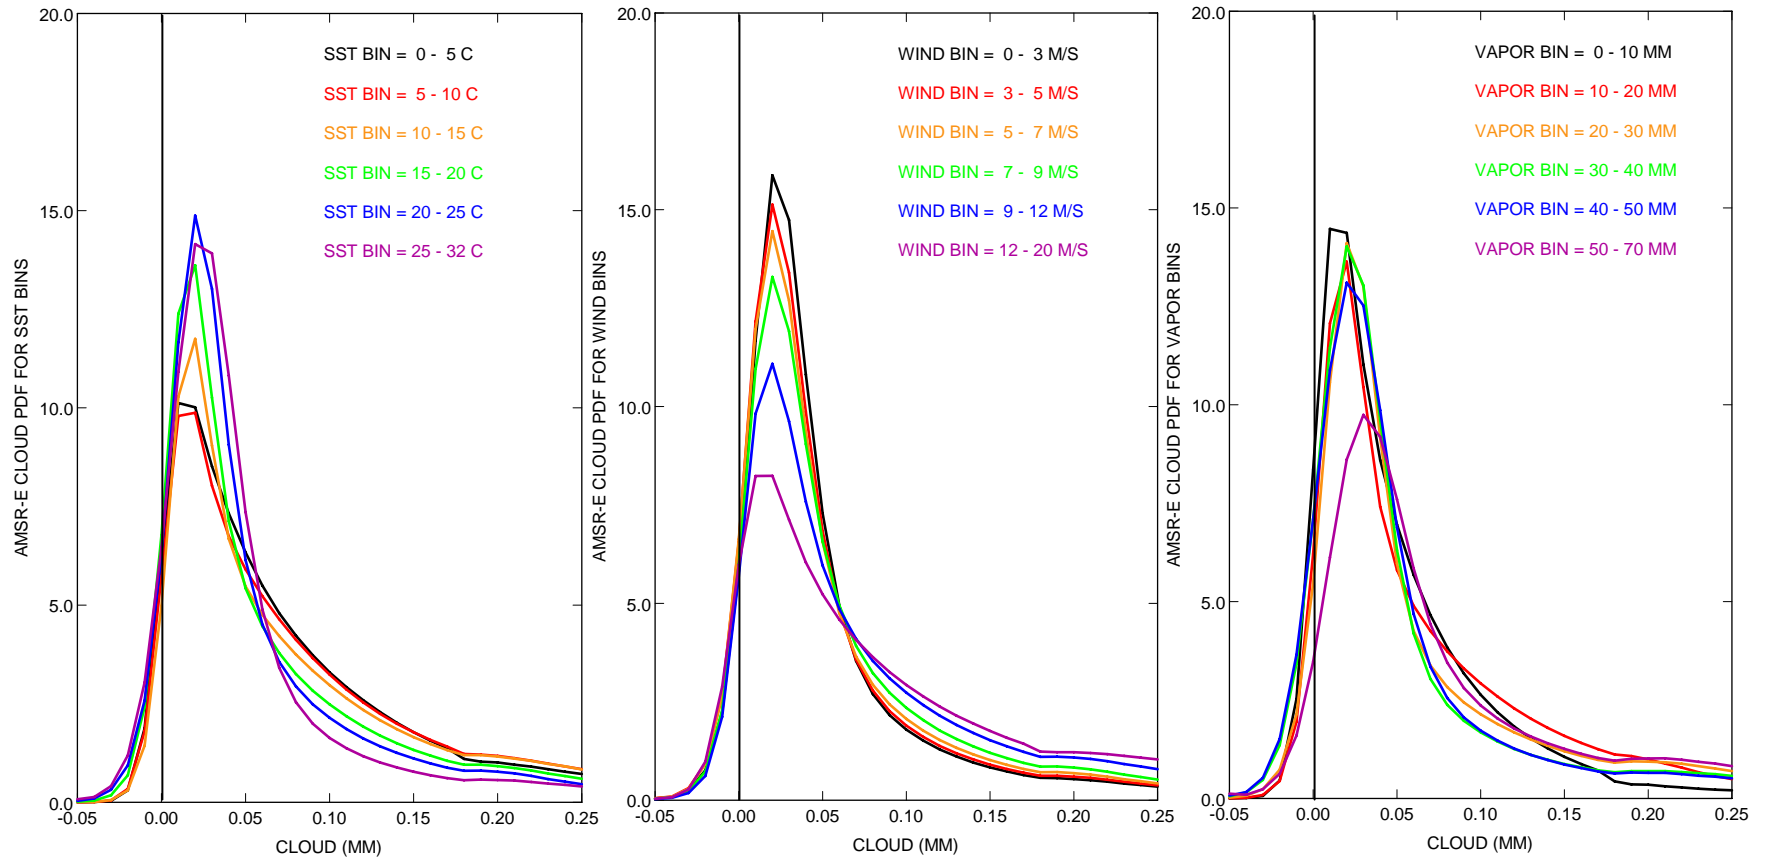 AMSR-E CLOUD PDF FOR SST BINS
20.0
15.0
10.0
5.0
0.0
-0.05
0.00
0.05
0.10
0.15
0.20
0.25
CLOUD (MM)
SST BIN = 0 - 5 C
SST BIN = 5 - 10 C
SST BIN = 10 - 15 C
SST BIN = 15 - 20 C
SST BIN = 20 - 25 C
SST BIN = 25 - 32 C
AMSR-E CLOUD PDF FOR WIND BINS
20.0
15.0
10.0
5.0
0.0
-0.05
0.00
0.05
0.10
0.15
0.20
0.25
CLOUD (MM)
WIND BIN = 0 - 3 M/S
WIND BIN = 3 - 5 M/S
WIND BIN = 5 - 7 M/S
WIND BIN = 7 - 9 M/S
WIND BIN = 9 - 12 M/S
WIND BIN = 12 - 20 M/S
AMSR-E CLOUD PDF FOR VAPOR BINS
20.0
15.0
10.0
5.0
0.0
-0.05
0.00
0.05
0.10
0.15
0.20
0.25
CLOUD (MM)
VAPOR BIN = 0 - 10 MM
VAPOR BIN = 10 - 20 MM
VAPOR BIN = 20 - 30 MM
VAPOR BIN = 30 - 40 MM
VAPOR BIN = 40 - 50 MM
VAPOR BIN = 50 - 70 MM